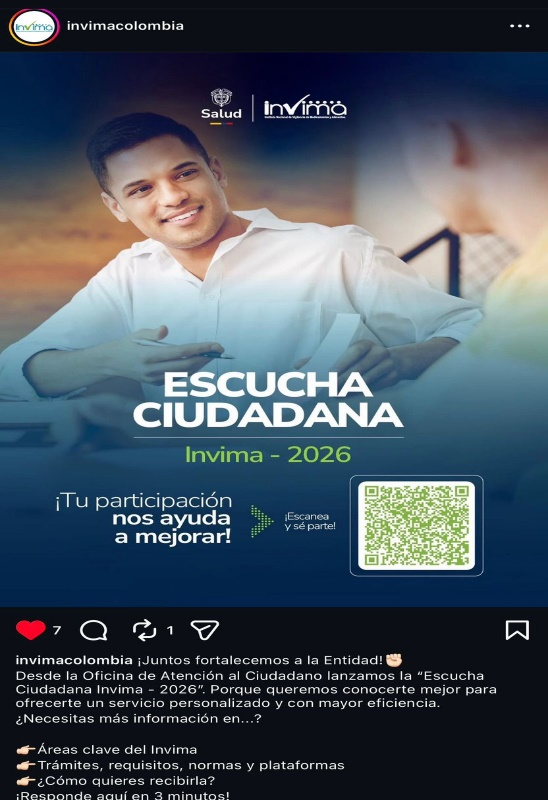 invimacolombia
Salud
invima
ESCUCHA
CIUDADANA
Invima - 2026
¡Tu participación
nos ayuda
a mejorar!
¡Escanea
y sé parte!
7
1
invimacolombia ¡Juntos fortalecemos a la Entidad!✊🏻
Desde la Oficina de Atención al Ciudadano lanzamos la “Escucha
Ciudadana Invima - 2026”. Porque queremos conocerte mejor para
ofrecerte un servicio personalizado y con mayor eficiencia.
¿Necesitas más información en...?
👉🏻Áreas clave del Invima
👉🏻Trámites, requisitos, normas y plataformas
👉🏻¿Cómo quieres recibirla?
¡Responde aquí en 3 minutos!